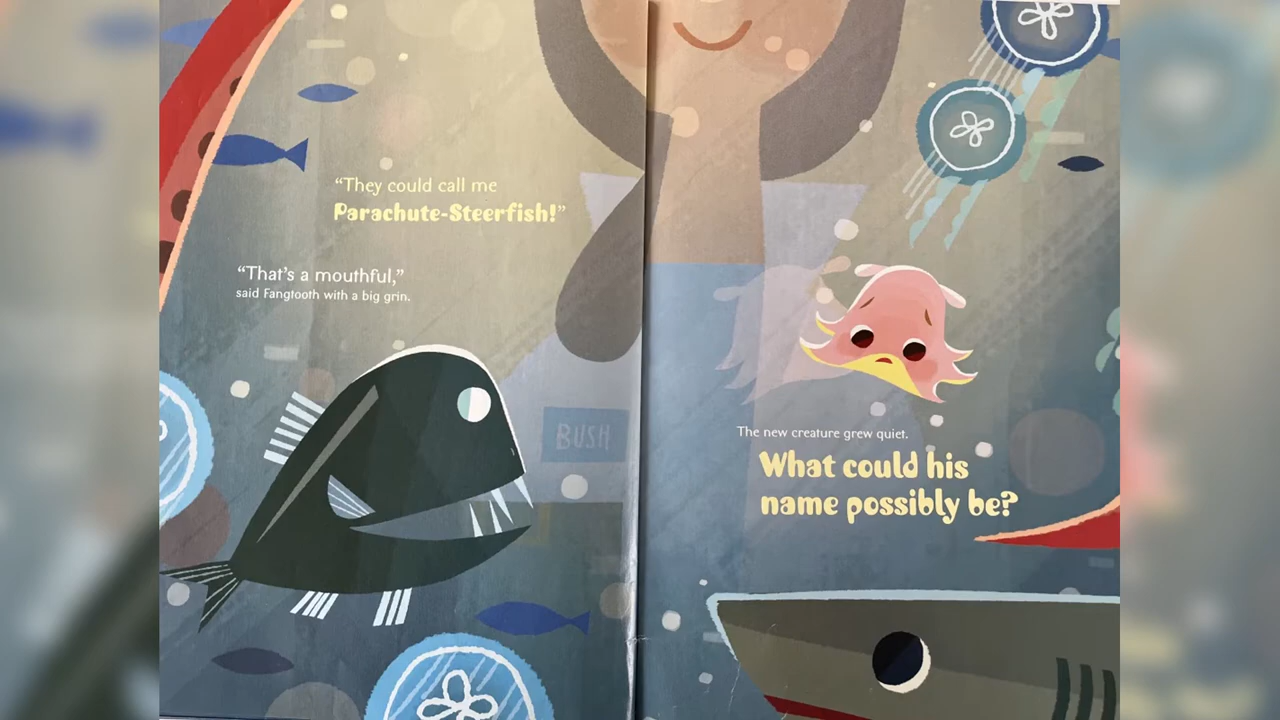 “They could call me
Parachute-Steerfish!”
“That’s a mouthful,”
said Fangtooth with a big grin.
BUSH
The new creature grew quiet.
What could his
name possibly be?